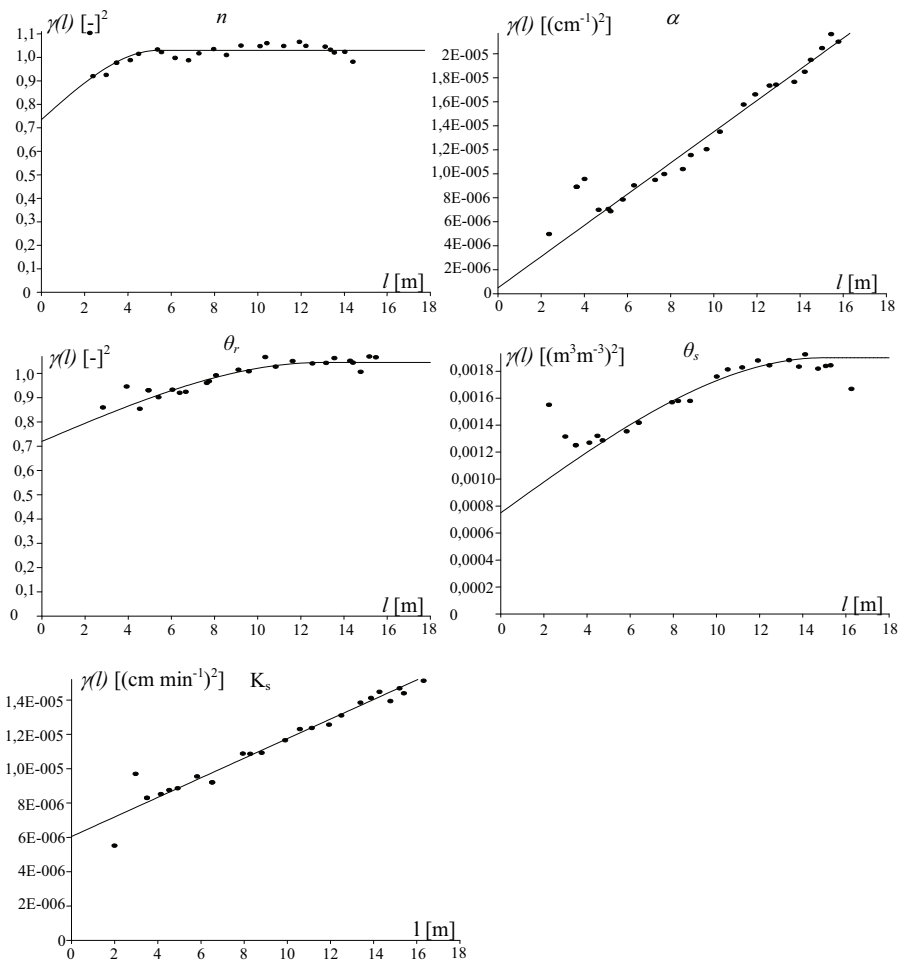 γ(l) [-]² n
1,1
1,0
0,9
0,8
0,7
0,6
0,5
0,4
0,3
0,2
0,1
0
l [m]
0 2 4 6 8 10 12 14 16 18
γ(l) [(cm⁻¹)²] α
2E-005
1,8E-005
1,6E-005
1,4E-005
1,2E-005
1,0E-005
8E-006
6E-006
4E-006
2E-006
0
l [m]
0 2 4 6 8 10 12 14 16 18
γ(l) [-]² θr
1,0
0,9
0,8
0,7
0,6
0,5
0,4
0,3
0,2
0,1
0
l [m]
0 2 4 6 8 10 12 14 16 18
γ(l) [(m³m⁻³)²] θs
0,0018
0,0016
0,0014
0,0012
0,0010
0,0008
0,0006
0,0004
0,0002
0
l [m]
0 2 4 6 8 10 12 14 16 18
γ(l) [(cm min⁻¹)²] Ks
1,4E-005
1,2E-005
1,0E-005
8E-006
6E-006
4E-006
2E-006
0
l [m]
0 2 4 6 8 10 12 14 16 18